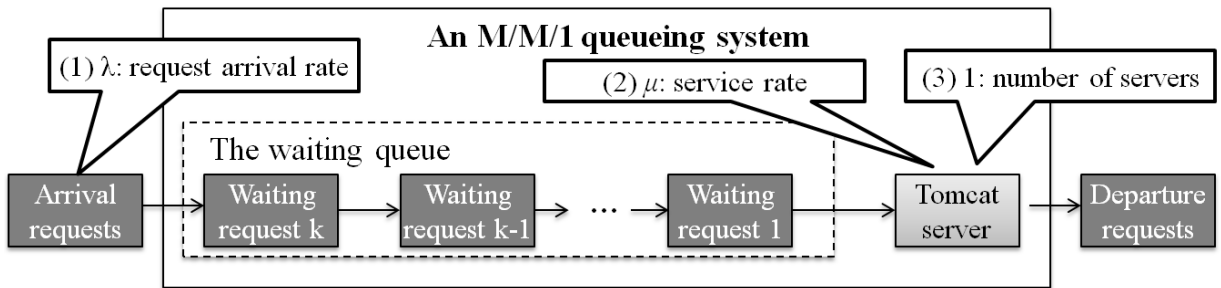 An M/M/1 queueing system
(1) λ: request arrival rate
(2) μ: service rate
(3) 1: number of servers
The waiting queue
Arrival
requests
Waiting
request k
Waiting
request k-1
...
Waiting
request 1
Tomcat
server
Departure
requests